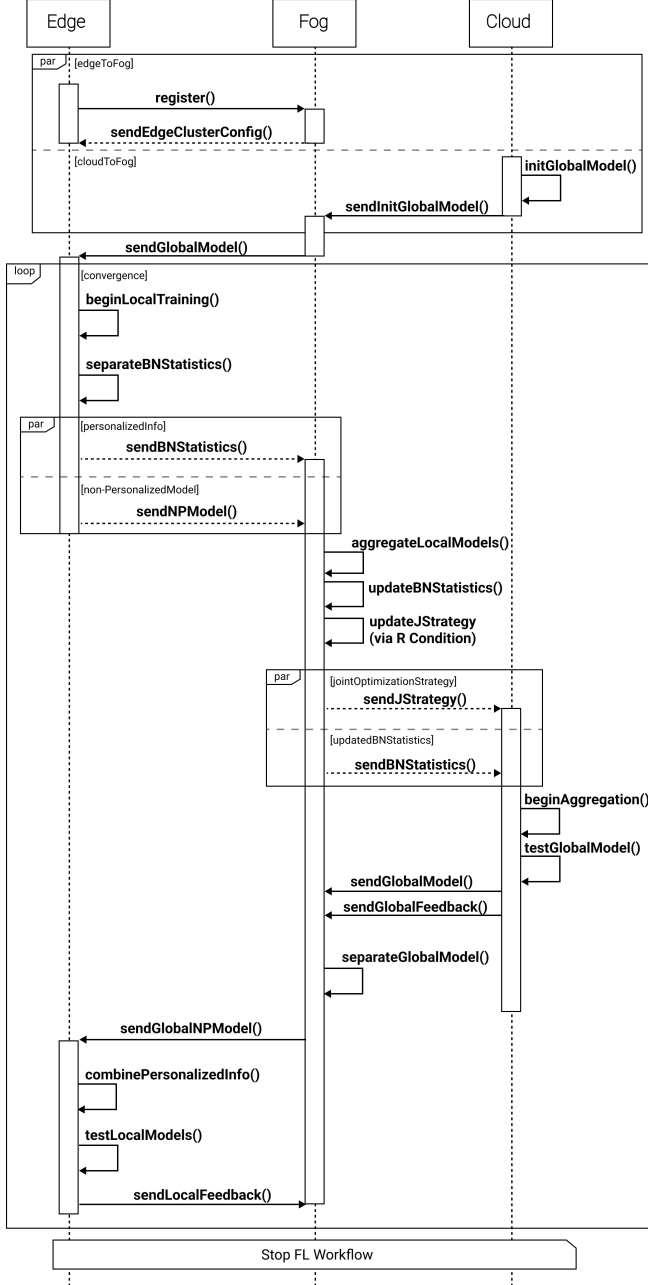 Edge
Fog
Cloud
par
[edgeToFog]
register()
sendEdgeClusterConfig()
[cloudToFog]
initGlobalModel()
sendInitGlobalModel()
sendGlobalModel()
loop
[convergence]
beginLocalTraining()
separateBNStatistics()
par
[personalizedInfo]
sendBNStatistics()
[non-PersonalizedModel]
sendNPModel()
aggregateLocalModels()
updateBNStatistics()
updateJStrategy
(via R Condition)
par
[jointOptimizationStrategy]
sendJStrategy()
[updatedBNStatistics]
sendBNStatistics()
beginAggregation()
testGlobalModel()
sendGlobalModel()
sendGlobalFeedback()
separateGlobalModel()
sendGlobalNPModel()
combinePersonalizedInfo()
testLocalModels()
sendLocalFeedback()
Stop FL Workflow